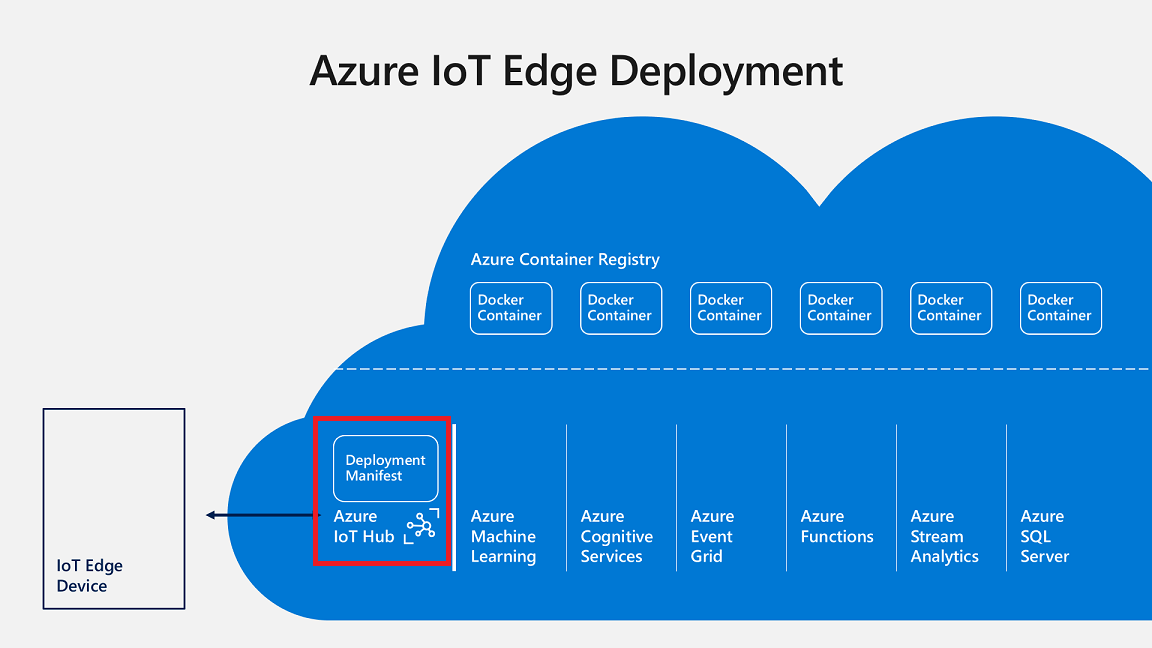 Azure IoT Edge Deployment
Azure Container Registry
Docker
Container
Docker
Container
Docker
Container
Docker
Container
Docker
Container
Docker
Container
Deployment
Manifest
Azure
IoT Hub
Azure
Machine
Learning
Azure
Cognitive
Services
Azure
Event
Grid
Azure
Functions
Azure
Stream
Analytics
Azure
SQL
Server
IoT Edge
Device